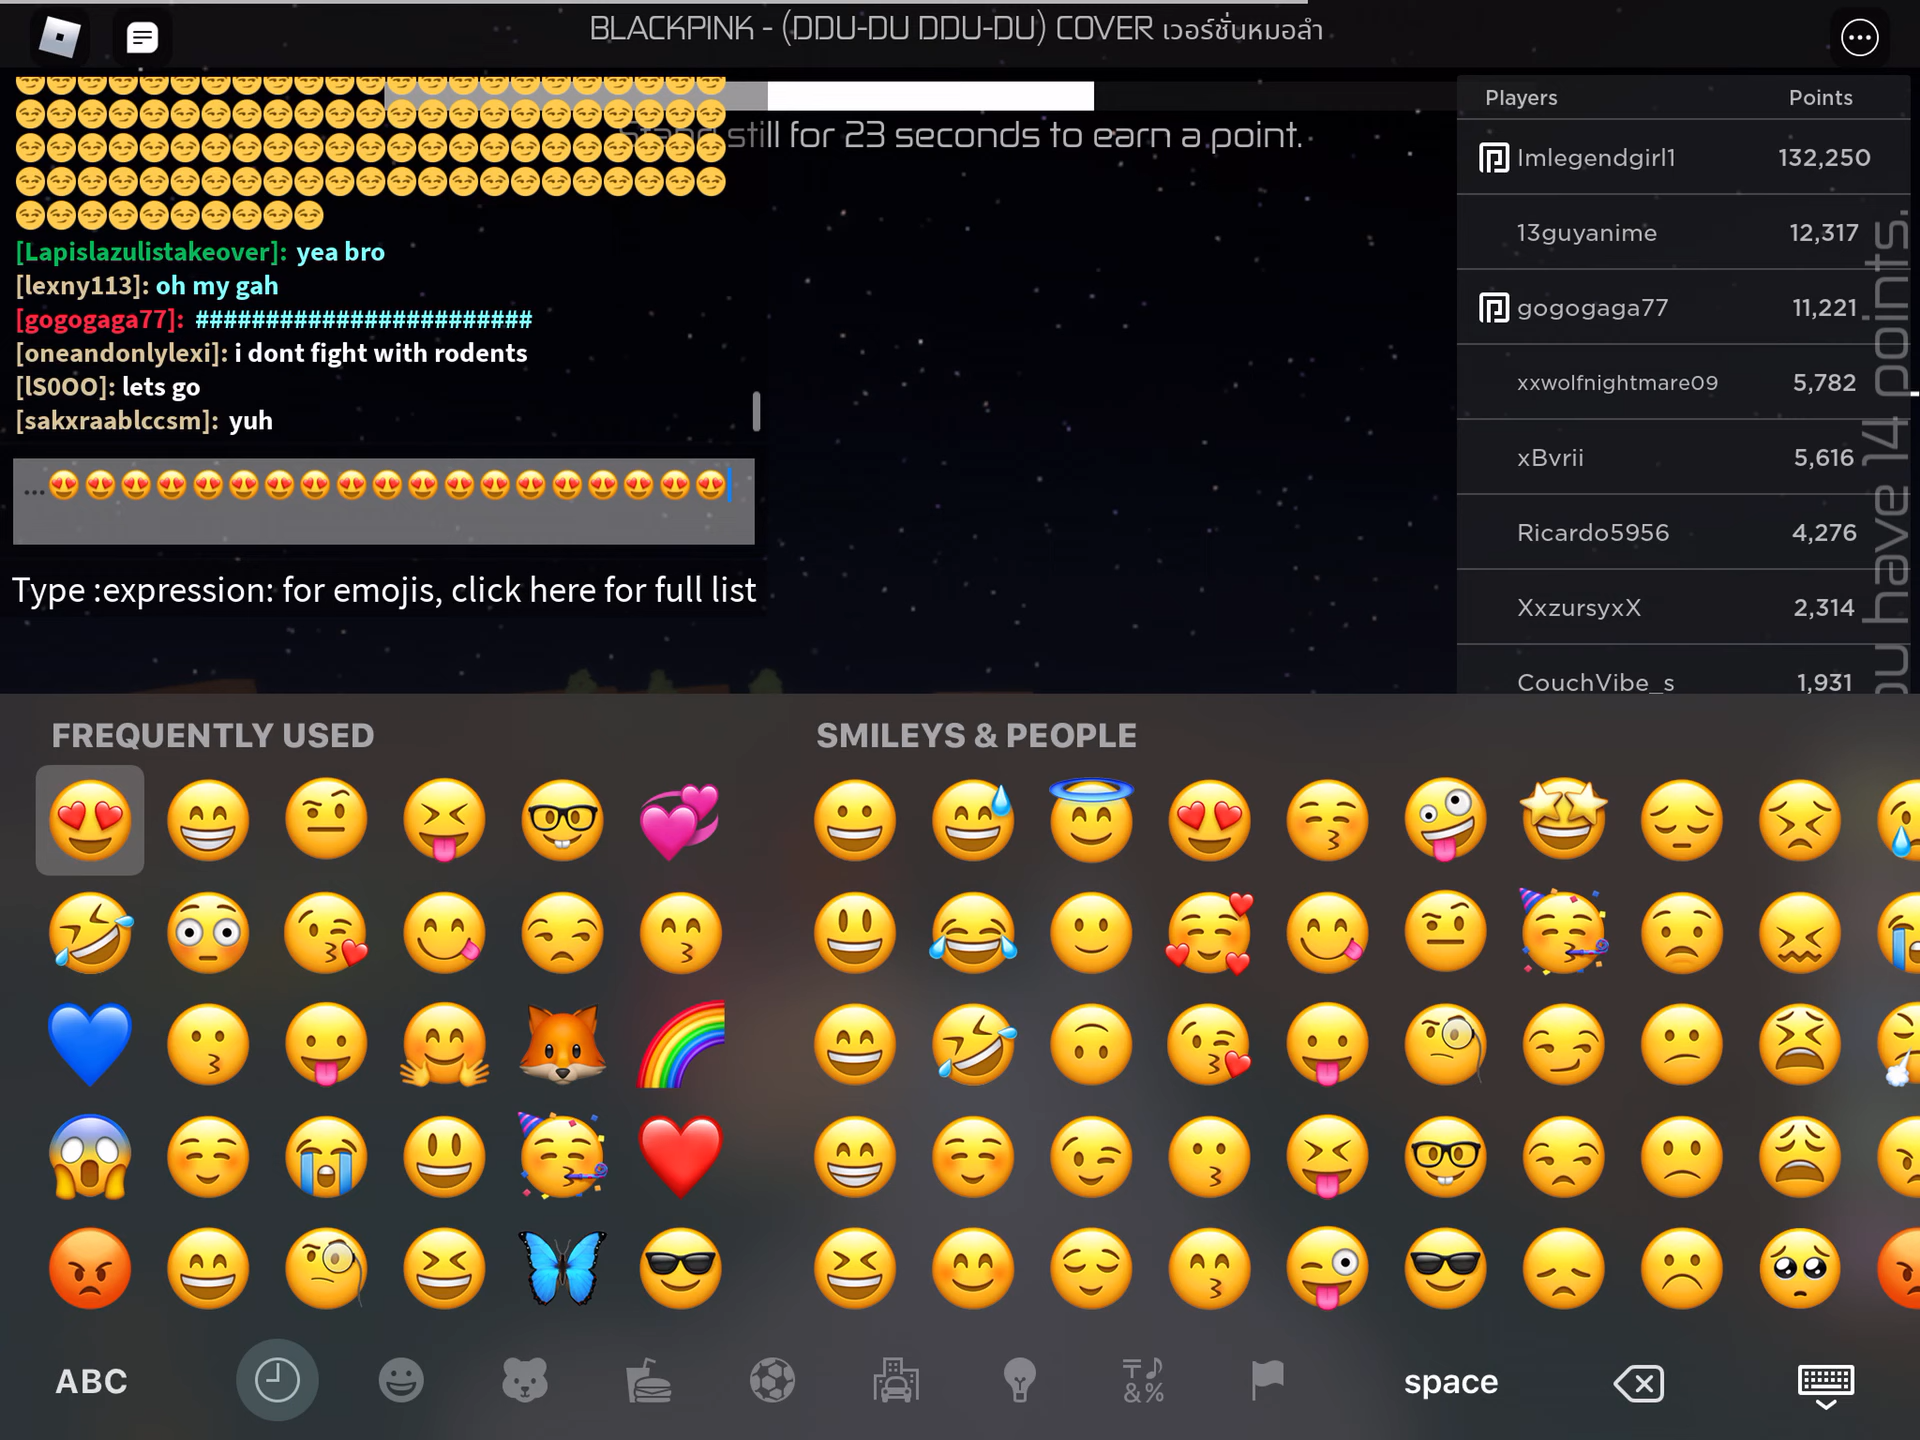 BLACKPINK - (DDU-DU DDU-DU) COVER เวอร์ชั่นหมอลำ
Stand still for 23 seconds to earn a point.
😏😏😏😏😏😏😏😏😏😏😏😏😏😏😏😏😏😏😏😏😏😏😏
😏😏😏😏😏😏😏😏😏😏😏😏😏😏😏😏😏😏😏😏😏😏😏
😏😏😏😏😏😏😏😏😏😏😏😏😏😏😏😏😏😏😏😏😏😏😏
😏😏😏😏😏😏😏😏😏😏😏😏😏😏😏😏😏😏😏😏😏😏😏
😏😏😏😏😏😏😏😏😏😏
[Lapislazulistakeover]: yea bro
[lexny113]: oh my gah
[gogogaga77]: ########################
[oneandonlylexi]: i dont fight with rodents
[lS0OO]: lets go
[sakxraablccsm]: yuh
...😍😍😍😍😍😍😍😍😍😍😍😍😍😍😍😍😍😍😍
Type :expression: for emojis, click here for full list
Players Points
Imlegendgirl1 132,250
13guyanime 12,317
gogogaga77 11,221
xxwolfnightmare09 5,782
xBvrii 5,616
Ricardo5956 4,276
XxzursyxX 2,314
CouchVibe_s 1,931
have 14 points.
FREQUENTLY USED
SMILEYS & PEOPLE
ABC
&%
space